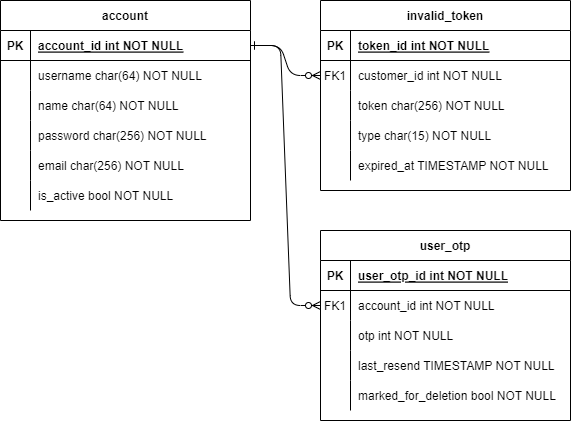 account
PK account_id int NOT NULL
username char(64) NOT NULL
name char(64) NOT NULL
password char(256) NOT NULL
email char(256) NOT NULL
is_active bool NOT NULL
invalid_token
PK token_id int NOT NULL
FK1 customer_id int NOT NULL
token char(256) NOT NULL
type char(15) NOT NULL
expired_at TIMESTAMP NOT NULL
user_otp
PK user_otp_id int NOT NULL
FK1 account_id int NOT NULL
otp int NOT NULL
last_resend TIMESTAMP NOT NULL
marked_for_deletion bool NOT NULL